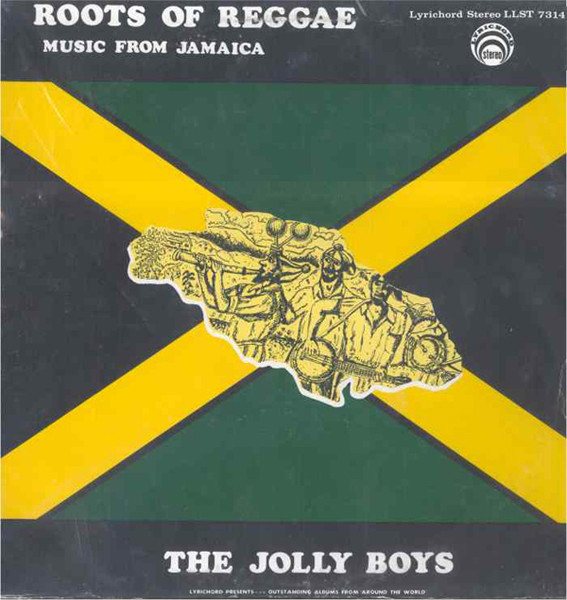 ROOTS OF REGGAE
Lyrichord Stereo LLST 7314
MUSIC FROM JAMAICA
LYRICHORD
stereo
THE JOLLY BOYS
LYRICHORD PRESENTS--- OUTSTANDING ALBUMS FROM AROUND THE WORLD